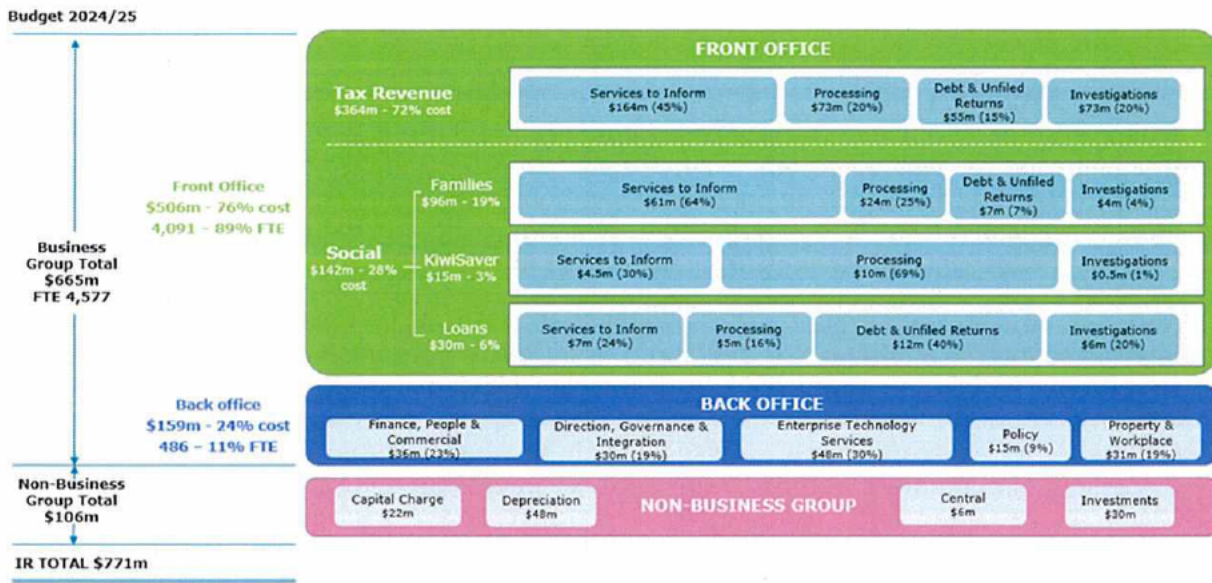 Budget 2024/25
FRONT OFFICE
Tax Revenue
$364m - 72% cost
Services to Inform
$164m (45%)
Processing
$73m (20%)
Debt & Unfiled
Returns
$55m (15%)
Investigations
$73m (20%)
Front Office
$506m - 76% cost
4,091 - 89% FTE
Business
Group Total
$665m
FTE 4,577
Social
$142m - 28%
cost
Families
$96m - 19%
Services to Inform
$61m (64%)
Processing
$24m (25%)
Debt & Unfiled
Returns
$7m (7%)
Investigations
$4m (4%)
KiwiSaver
$15m - 3%
Services to Inform
$4.5m (30%)
Processing
$10m (69%)
Investigations
$0.5m (1%)
Loans
$30m - 6%
Services to Inform
$7m (24%)
Processing
$5m (16%)
Debt & Unfiled Returns
$12m (40%)
Investigations
$6m (20%)
Back office
$159m - 24% cost
486 - 11% FTE
BACK OFFICE
Finance, People &
Commercial
$36m (23%)
Direction, Governance &
Integration
$30m (19%)
Enterprise Technology
Services
$48m (30%)
Policy
$15m (9%)
Property &
Workplace
$31m (19%)
Non-Business
Group Total
$106m
Capital Charge
$22m
Depreciation
$48m
NON-BUSINESS GROUP
Central
$6m
Investments
$30m
IR TOTAL $771m